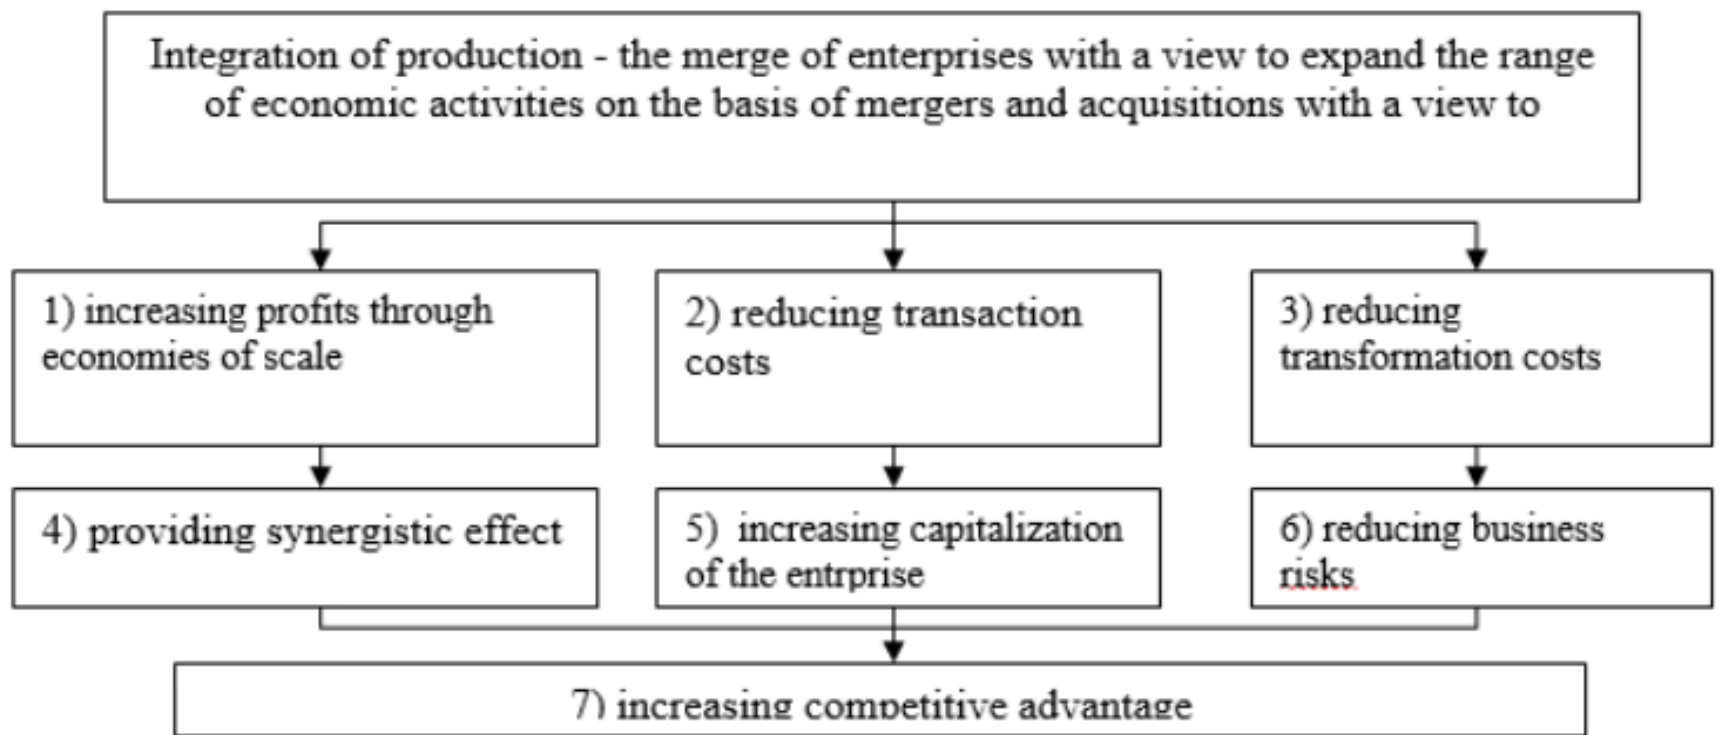 Integration of production - the merge of enterprises with a view to expand the range
of economic activities on the basis of mergers and acquisitions with a view to
1) increasing profits through
economies of scale
2) reducing transaction
costs
3) reducing
transformation costs
4) providing synergistic effect
5) increasing capitalization
of the entrprise
6) reducing business
risks
7) increasing competitive advantage